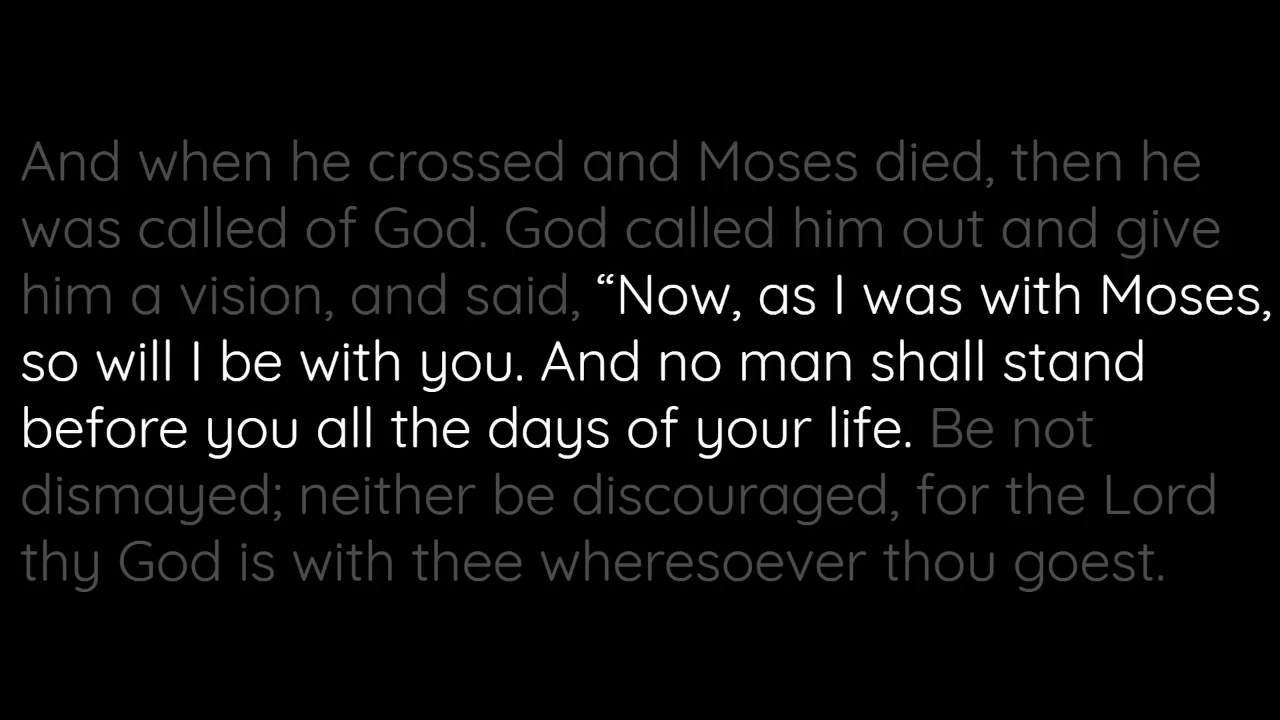 And when he crossed and Moses died, then he
was called of God. God called him out and give
him a vision, and said, “Now, as I was with Moses,
so will I be with you. And no man shall stand
before you all the days of your life. Be not
dismayed; neither be discouraged, for the Lord
thy God is with thee wheresoever thou goest.